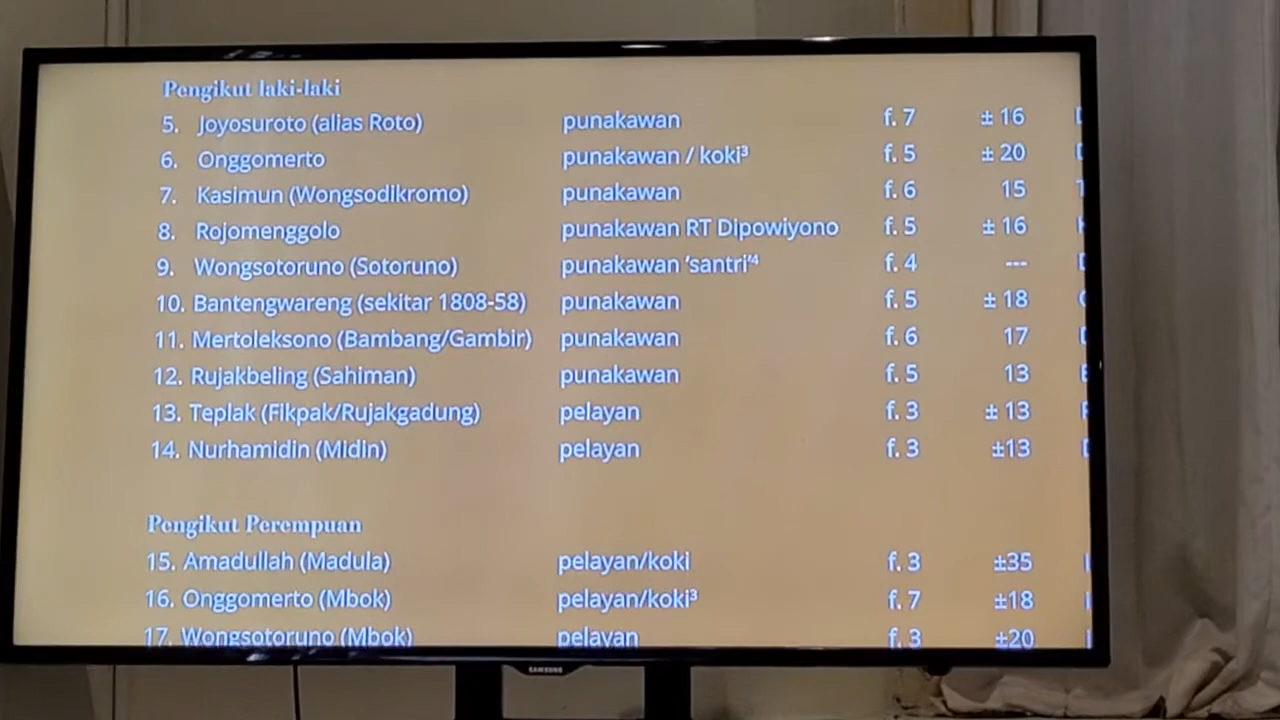 Pengikut laki-laki
5. Joyosuroto (alias Roto) punakawan f. 7 ± 16
6. Onggomerto punakawan / koki³ f. 5 ± 20
7. Kasimun (Wongsodikromo) punakawan f. 6 15
8. Rojomenggolo punakawan RT Dipowiyono f. 5 ± 16
9. Wongsotoruno (Sotoruno) punakawan ‘santri’⁴ f. 4 ---
10. Bantengwareng (sekitar 1808-58) punakawan f. 5 ± 18
11. Mertoleksono (Bambang/Gambir) punakawan f. 6 17
12. Rujakbeling (Sahiman) punakawan f. 5 13
13. Teplak (Fikpak/Rujakgadung) pelayan f. 3 ± 13
14. Nurhamidin (Midin) pelayan f. 3 ±13
Pengikut Perempuan
15. Amadullah (Madula) pelayan/koki f. 3 ±35
16. Onggomerto (Mbok) pelayan/koki³ f. 7 ±18
17. Wongsotoruno (Mbok) pelayan f. 3 ±20
SAMSUNG